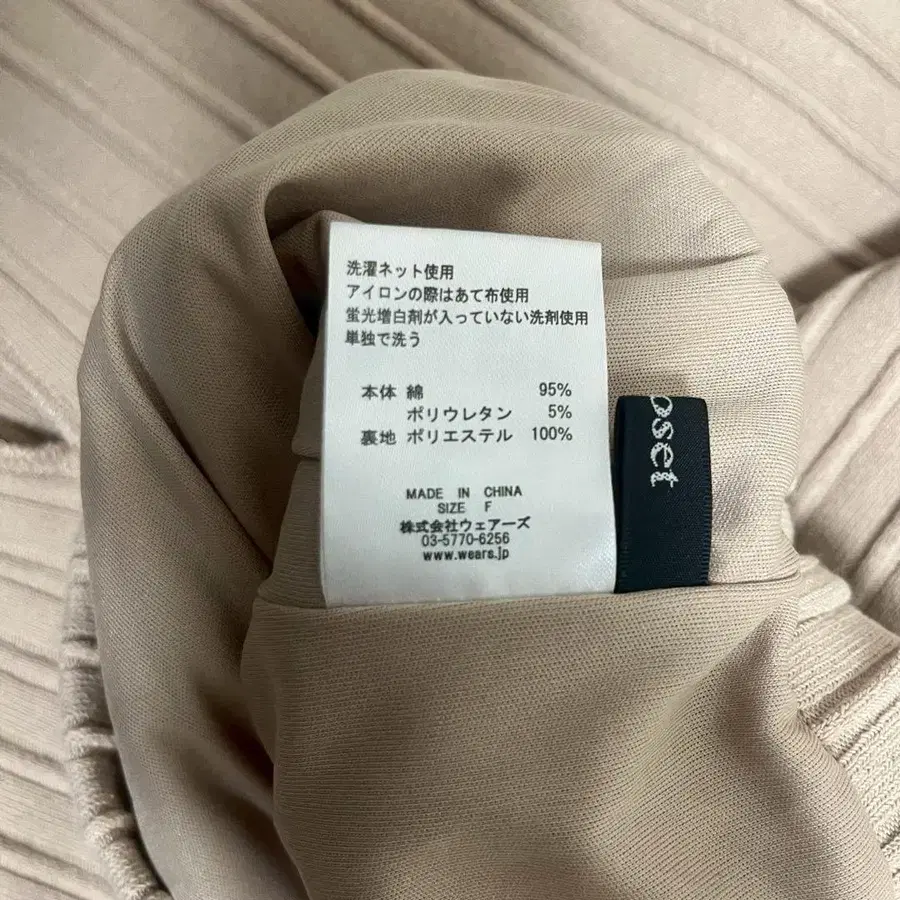 洗濯ネット使用
アイロンの際はあて布使用
蛍光増白剤が入っていない洗剤使用
単独で洗う
本体 綿 95%
ポリウレタン 5%
裏地 ポリエステル 100%
MADE IN CHINA
SIZE F
株式会社ウェアーズ
03-5770-6256
www.wears.jp
oset